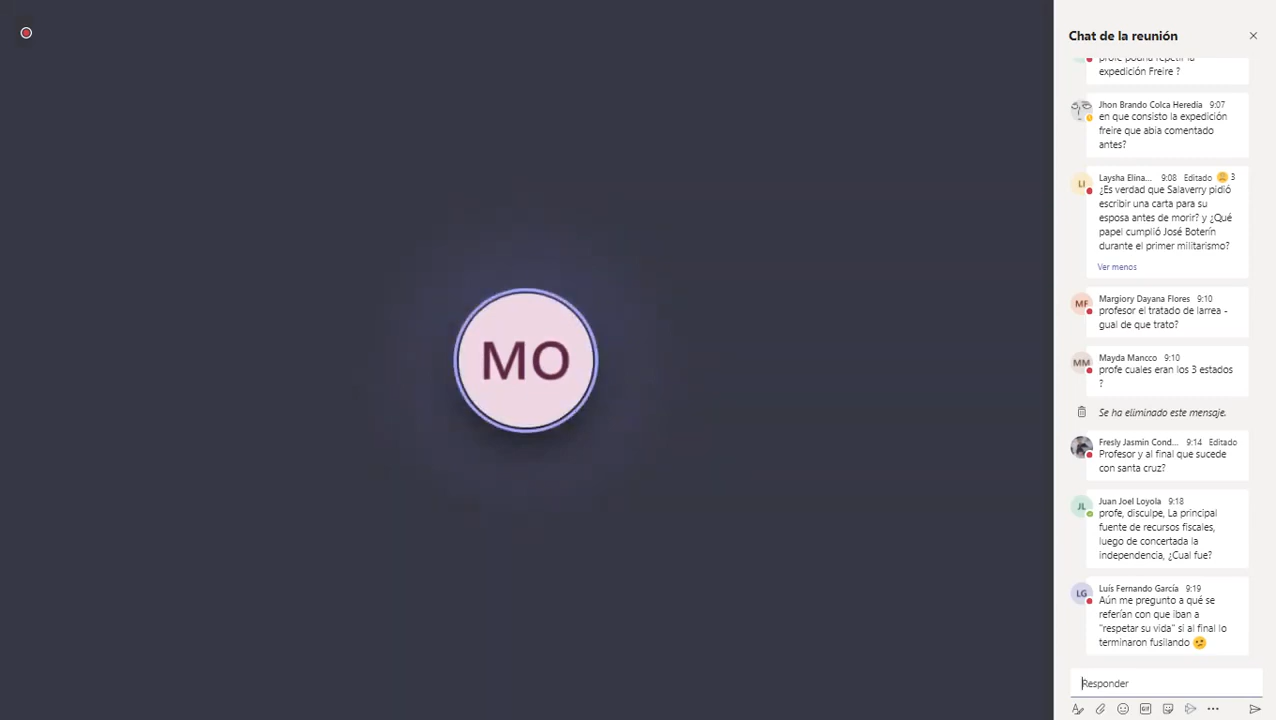 Chat de la reunión
profe podría repetir la
expedición Freire ?
Jhon Brando Colca Heredia 9:07
en que consisto la expedición
freire que abia comentado
antes?
LI
Laysha Elina... 9:08 Editado 3
¿Es verdad que Salaverry pidió
escribir una carta para su
esposa antes de morir? y ¿Qué
papel cumplió José Boterín
durante el primer militarismo?
Ver menos
MF
Margiory Dayana Flores 9:10
profesor el tratado de larrea -
gual de que trato?
MM
Mayda Mancco 9:10
profe cuales eran los 3 estados
?
Se ha eliminado este mensaje.
Fresly Jasmin Cond... 9:14 Editado
Profesor y al final que sucede
con santa cruz?
JL
Juan Joel Loyola 9:18
profe, disculpe, La principal
fuente de recursos fiscales,
luego de concertada la
independencia, ¿Cual fue?
LG
Luís Fernando García 9:19
Aún me pregunto a qué se
referían con que iban a
"respetar su vida" si al final lo
terminaron fusilando
Responder
GIF
MO